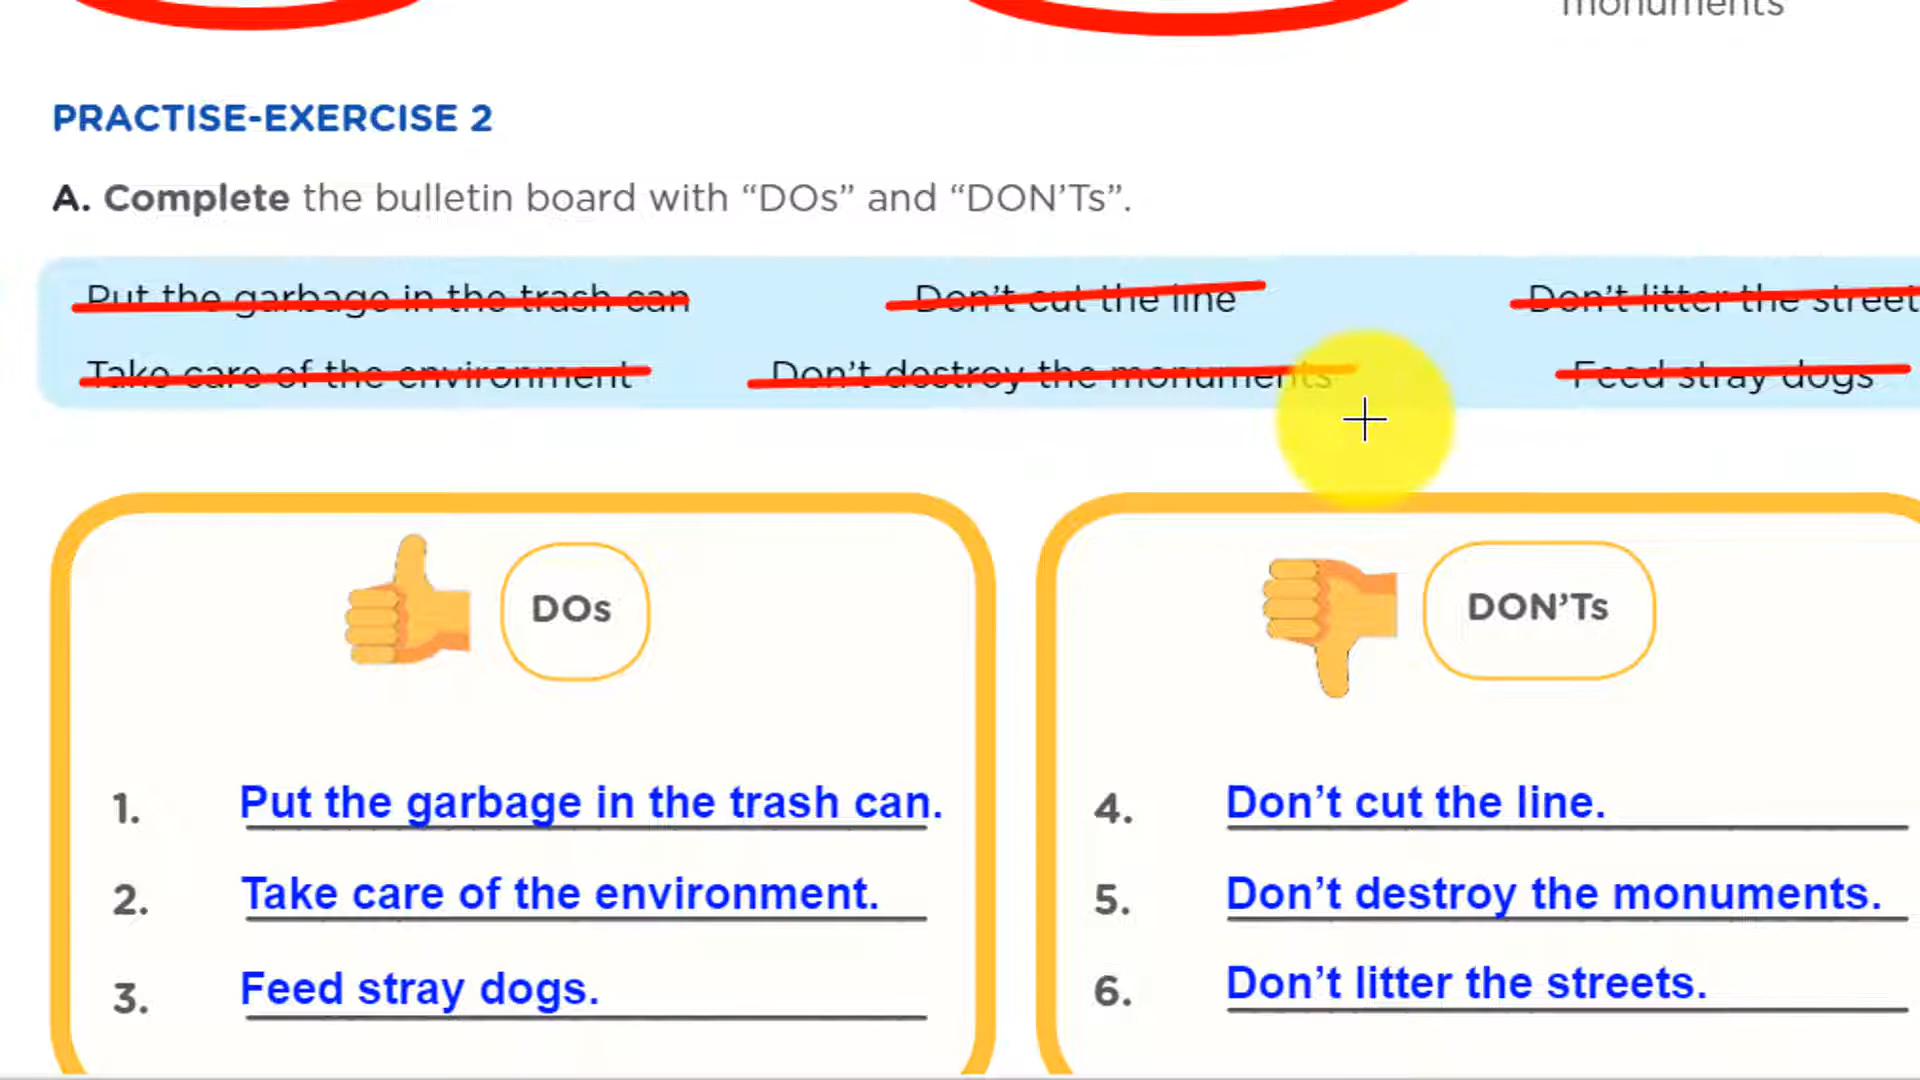 monuments
PRACTISE-EXERCISE 2
A. Complete the bulletin board with “DOs” and “DON’Ts”.
Put the garbage in the trash can Don’t cut the line Don’t litter the street
Take care of the environment Don’t destroy the monuments Feed stray dogs
DOs DON’Ts
1. Put the garbage in the trash can. 4. Don’t cut the line.
2. Take care of the environment. 5. Don’t destroy the monuments.
3. Feed stray dogs. 6. Don’t litter the streets.